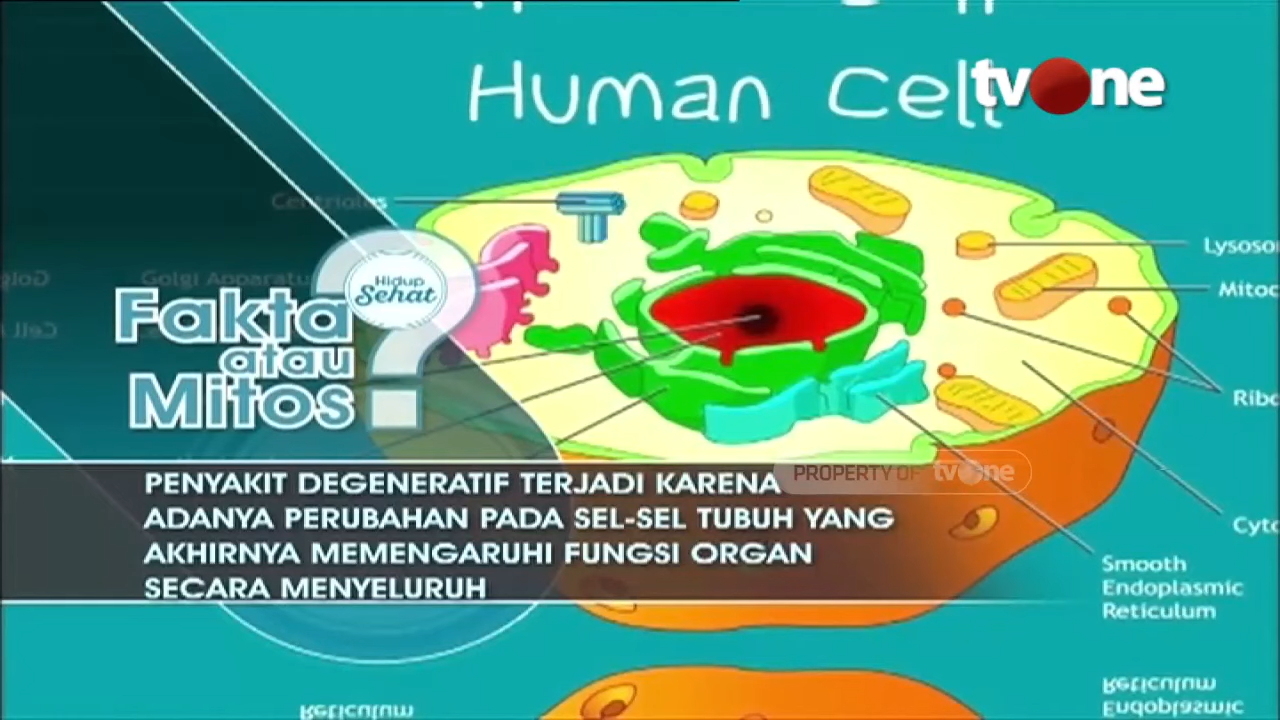 Human Cell
tvOne
Centrioles
Golgi Apparatu
Lysoso
Mitoc
Hidup
Sehat
Fakta
atau
Mitos
?
Ribo
PROPERTY OF tvOne
PENYAKIT DEGENERATIF TERJADI KARENA
ADANYA PERUBAHAN PADA SEL-SEL TUBUH YANG
AKHIRNYA MEMENGARUHI FUNGSI ORGAN
SECARA MENYELURUH
Cyto
Smooth
Endoplasmic
Reticulum
Reticulum
Endoplasmic
Reticulum